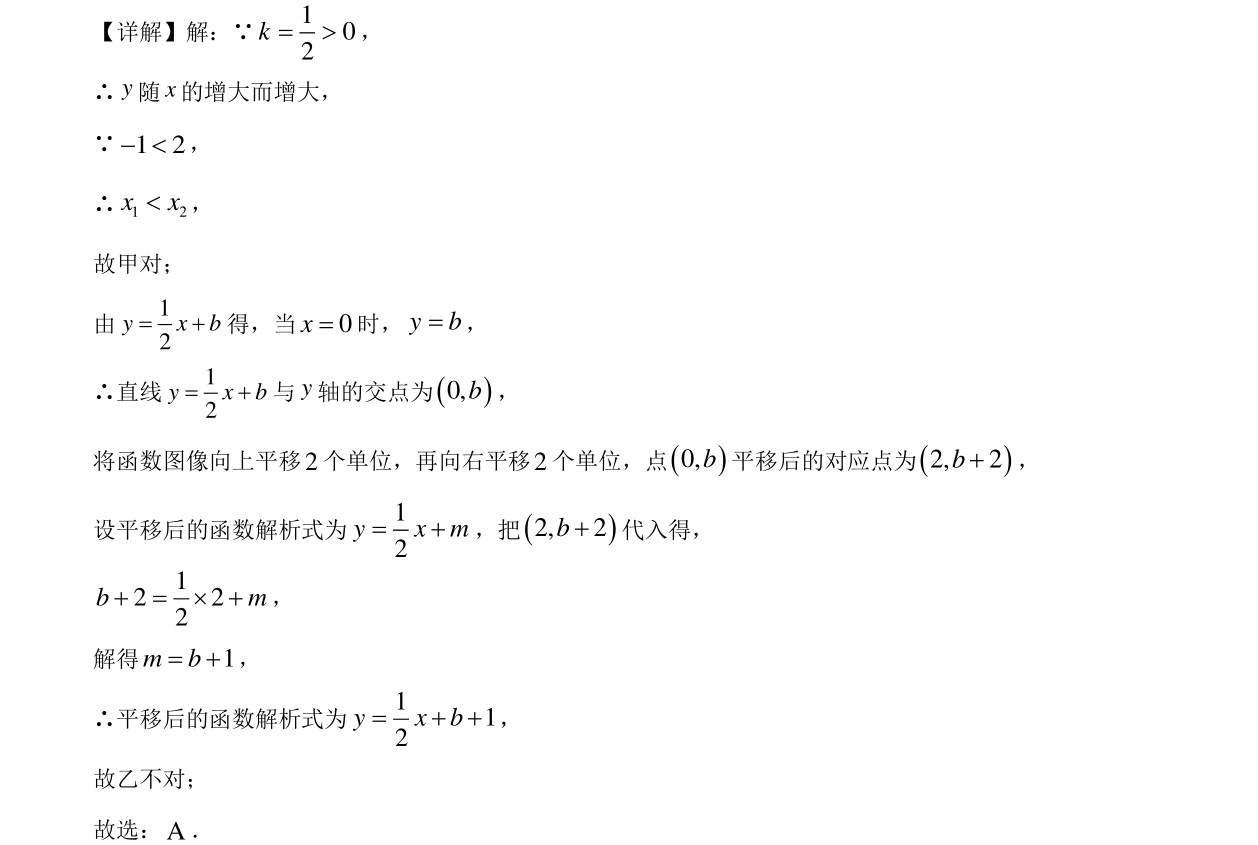 【详解】解：∵ k = 1/2 > 0，
∴ y 随 x 的增大而增大，
∵ −1 < 2，
∴ x₁ < x₂，
故甲对；
由 y = 1/2 x + b 得，当 x = 0 时， y = b，
∴直线 y = 1/2 x + b 与 y 轴的交点为 (0, b)，
将函数图像向上平移 2 个单位，再向右平移 2 个单位，点 (0, b) 平移后的对应点为 (2, b + 2)，
设平移后的函数解析式为 y = 1/2 x + m，把 (2, b + 2) 代入得，
b + 2 = 1/2 × 2 + m，
解得 m = b + 1，
∴平移后的函数解析式为 y = 1/2 x + b + 1，
故乙不对；
故选：A．